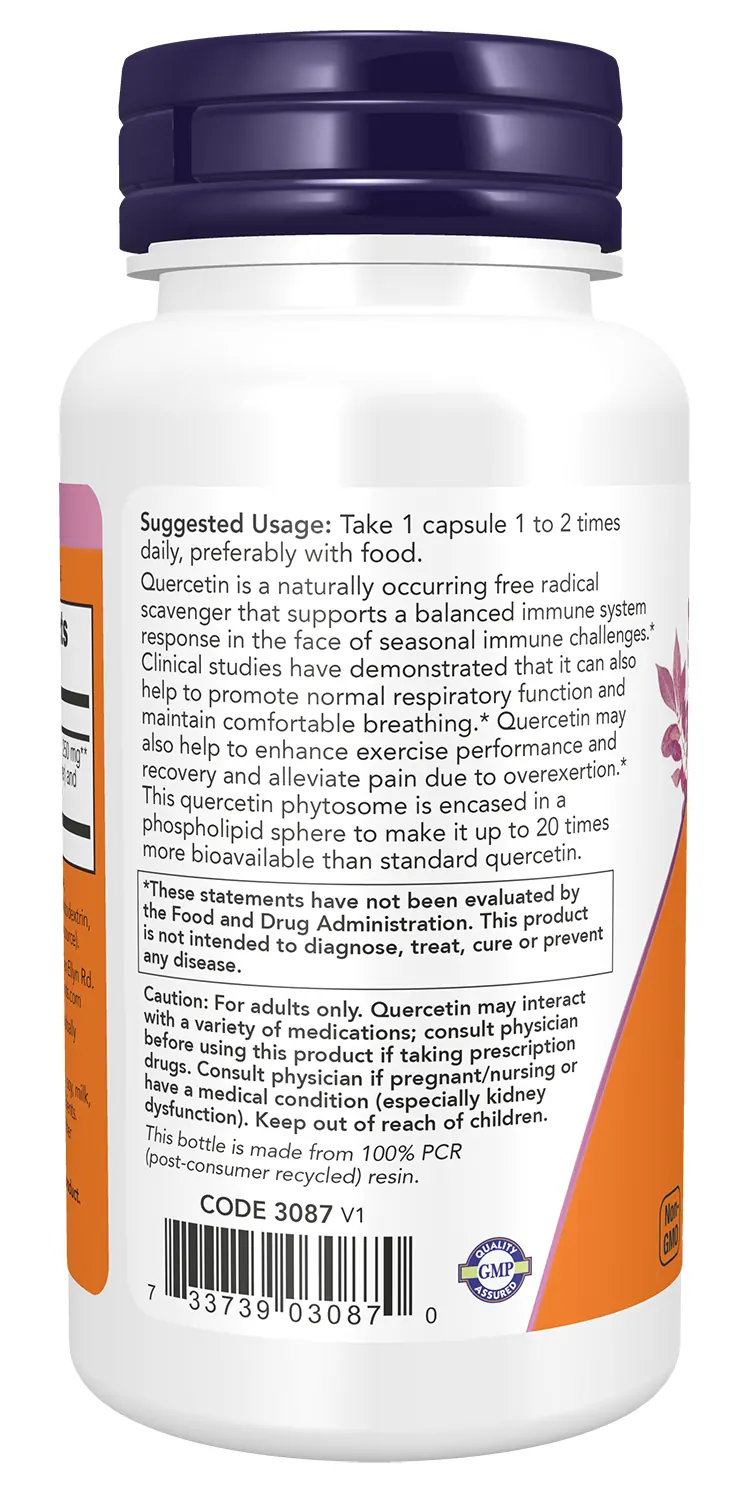 Suggested Usage: Take 1 capsule 1 to 2 times
daily, preferably with food.
Quercetin is a naturally occurring free radical
scavenger that supports a balanced immune system
response in the face of seasonal immune challenges.*
Clinical studies have demonstrated that it can also
help to promote normal respiratory function and
maintain comfortable breathing.* Quercetin may
also help to enhance exercise performance and
recovery and alleviate pain due to overexertion.*
This quercetin phytosome is encased in a
phospholipid sphere to make it up to 20 times
more bioavailable than standard quercetin.
*These statements have not been evaluated by
the Food and Drug Administration. This product
is not intended to diagnose, treat, cure or prevent
any disease.
Caution: For adults only. Quercetin may interact
with a variety of medications; consult physician
before using this product if taking prescription
drugs. Consult physician if pregnant/nursing or
have a medical condition (especially kidney
dysfunction). Keep out of reach of children.
This bottle is made from 100% PCR
(post-consumer recycled) resin.
CODE 3087 V1
7 33739 03087 0
QUALITY
GMP
ASSURED
Non-
GMO
250 mg**
and
Rd.
milk,